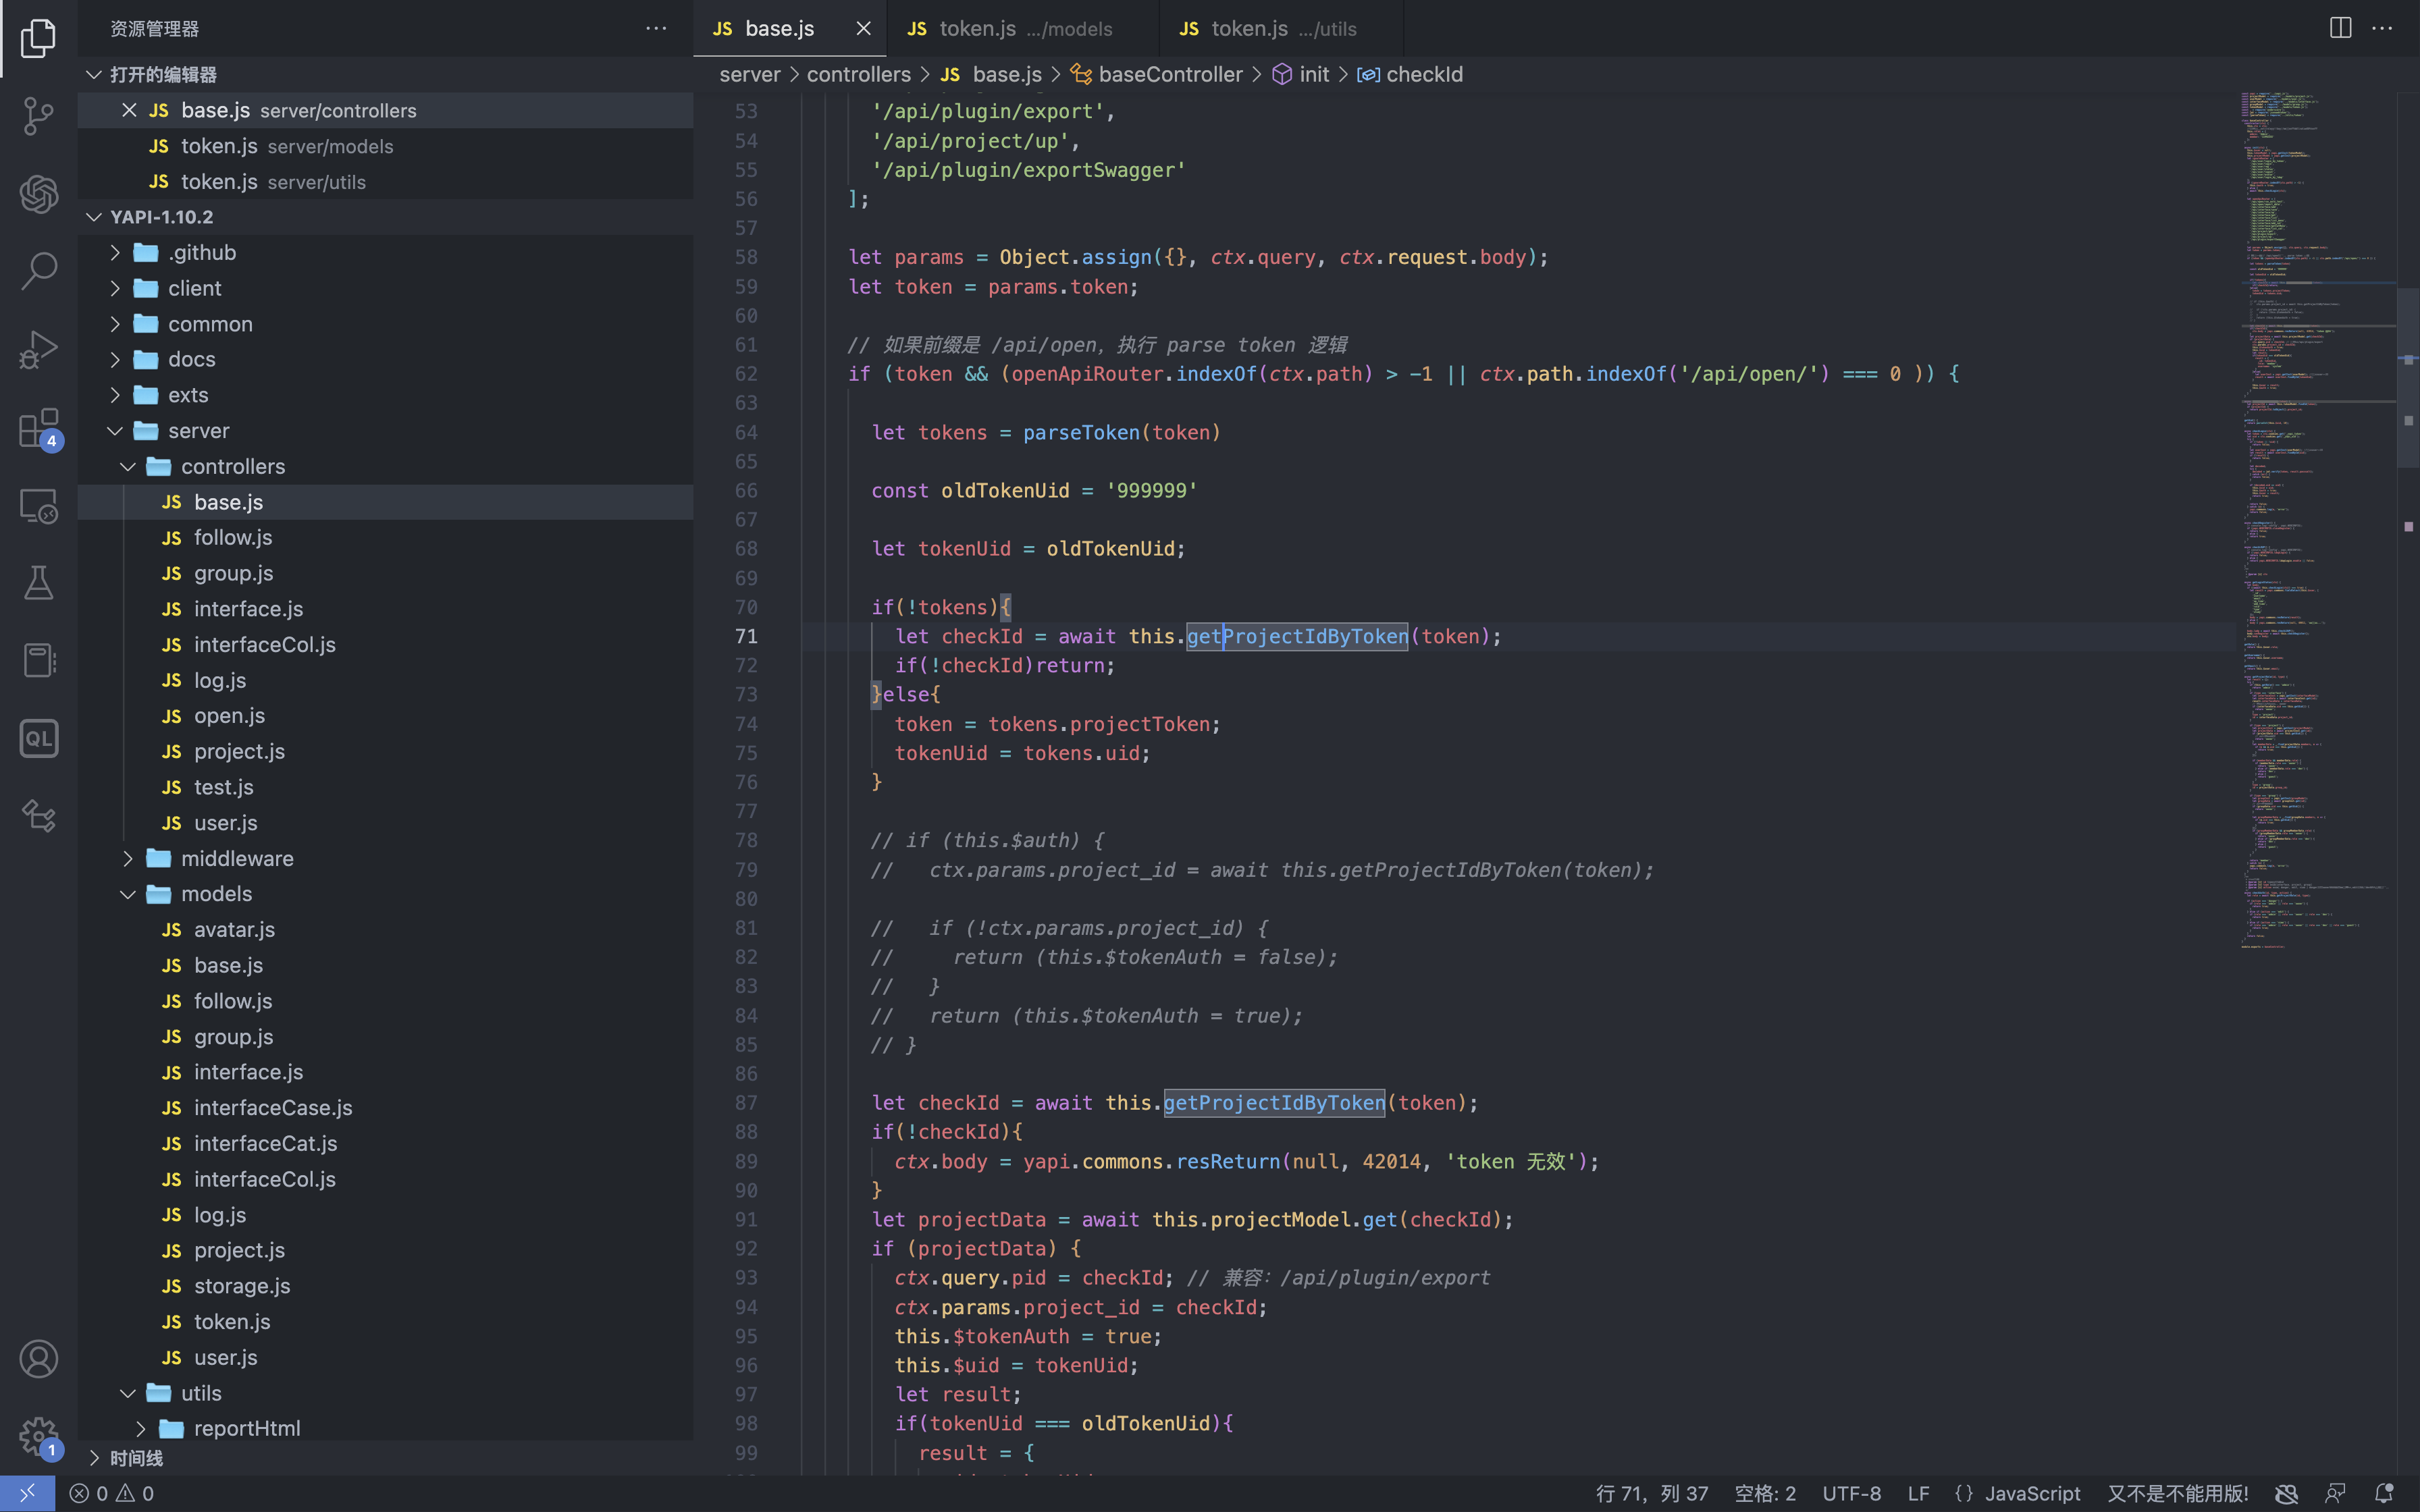 资源管理器
打开的编辑器
JS base.js server/controllers
JS token.js server/models
JS token.js server/utils
YAPI-1.10.2
.github
client
common
docs
exts
server
controllers
JS base.js
JS follow.js
JS group.js
JS interface.js
JS interfaceCol.js
JS log.js
JS open.js
JS project.js
JS test.js
JS user.js
middleware
models
JS avatar.js
JS base.js
JS follow.js
JS group.js
JS interface.js
JS interfaceCase.js
JS interfaceCat.js
JS interfaceCol.js
JS log.js
JS project.js
JS storage.js
JS token.js
JS user.js
utils
reportHtml
时间线
4
QL
1
JS base.js
JS token.js .../models
JS token.js .../utils
server > controllers > JS base.js > baseController > init > checkId
53 '/api/plugin/export',
54 '/api/project/up',
55 '/api/plugin/exportSwagger'
56 ];
57
58 let params = Object.assign({}, ctx.query, ctx.request.body);
59 let token = params.token;
60
61 // 如果前缀是 /api/open，执行 parse token 逻辑
62 if (token && (openApiRouter.indexOf(ctx.path) > -1 || ctx.path.indexOf('/api/open/') === 0 )) {
63
64 let tokens = parseToken(token)
65
66 const oldTokenUid = '999999'
67
68 let tokenUid = oldTokenUid;
69
70 if(!tokens){
71 let checkId = await this.getProjectIdByToken(token);
72 if(!checkId)return;
73 }else{
74 token = tokens.projectToken;
75 tokenUid = tokens.uid;
76 }
77
78 // if (this.$auth) {
79 //   ctx.params.project_id = await this.getProjectIdByToken(token);
80
81 //   if (!ctx.params.project_id) {
82 //     return (this.$tokenAuth = false);
83 //   }
84 //   return (this.$tokenAuth = true);
85 // }
86
87 let checkId = await this.getProjectIdByToken(token);
88 if(!checkId){
89 ctx.body = yapi.commons.resReturn(null, 42014, 'token 无效');
90 }
91 let projectData = await this.projectModel.get(checkId);
92 if (projectData) {
93 ctx.query.pid = checkId; // 兼容：/api/plugin/export
94 ctx.params.project_id = checkId;
95 this.$tokenAuth = true;
96 this.$uid = tokenUid;
97 let result;
98 if(tokenUid === oldTokenUid){
99 result = {
0 0
行 71，列 37 空格: 2 UTF-8 LF {} JavaScript 又不是不能用版!